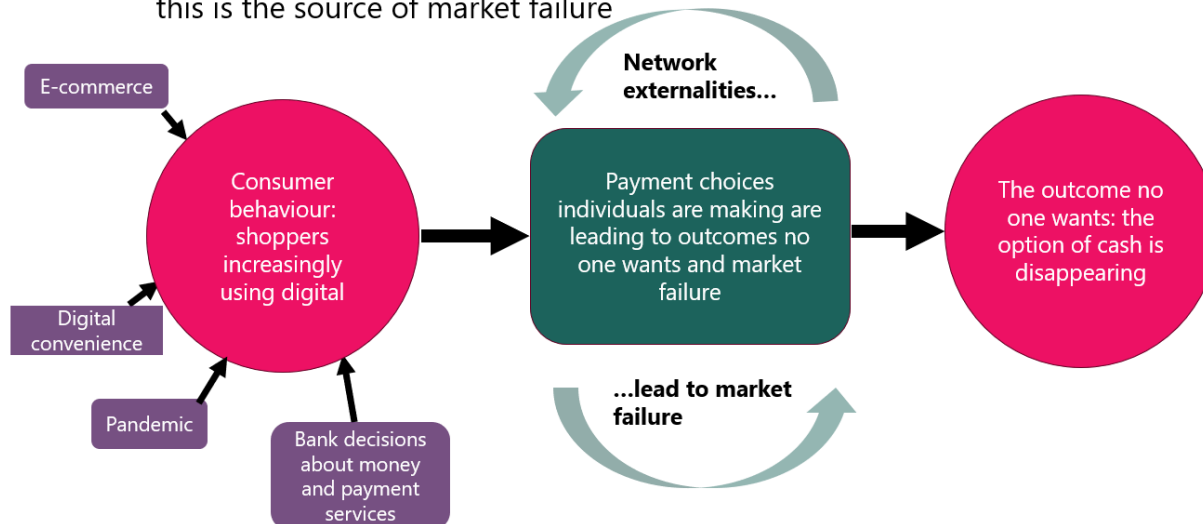 this is the source of market failure
E-commerce
Digital
convenience
Pandemic
Bank decisions
about money
and payment
services
Consumer
behaviour:
shoppers
increasingly
using digital
Network
externalities...
Payment choices
individuals are making are
leading to outcomes no
one wants and market
failure
...lead to market
failure
The outcome no
one wants: the
option of cash is
disappearing